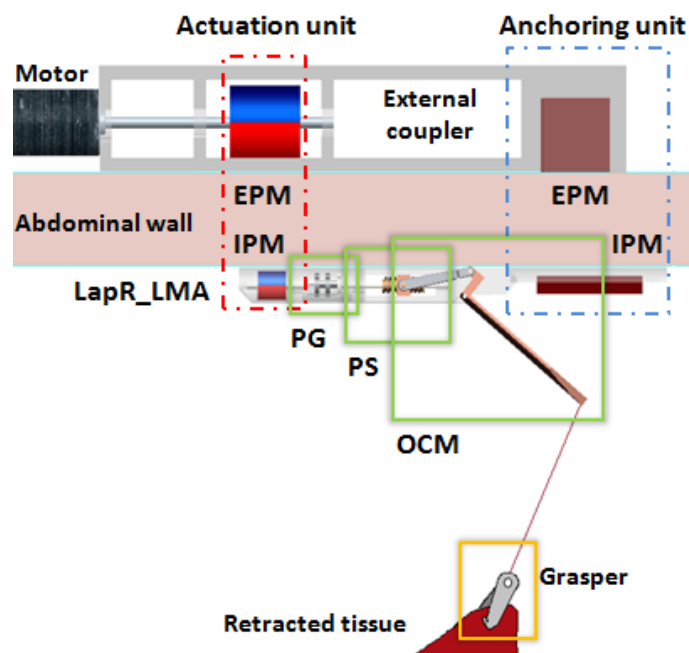 Actuation unit
Anchoring unit
Motor
External
coupler
EPM
EPM
Abdominal wall
IPM
IPM
LapR_LMA
PG
PS
OCM
Grasper
Retracted tissue